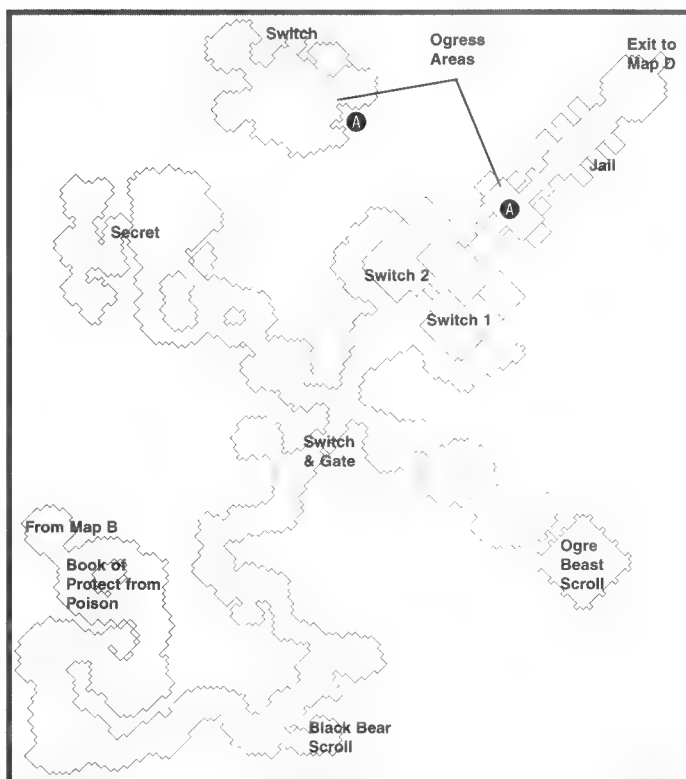 Switch
Ogress
Areas
Exit to
Map D
A
Jail
A
Secret
Switch 2
Switch 1
Switch
& Gate
From Map B
Book of
Protect from
Poison
Ogre
Beast
Scroll
Black Bear
Scroll